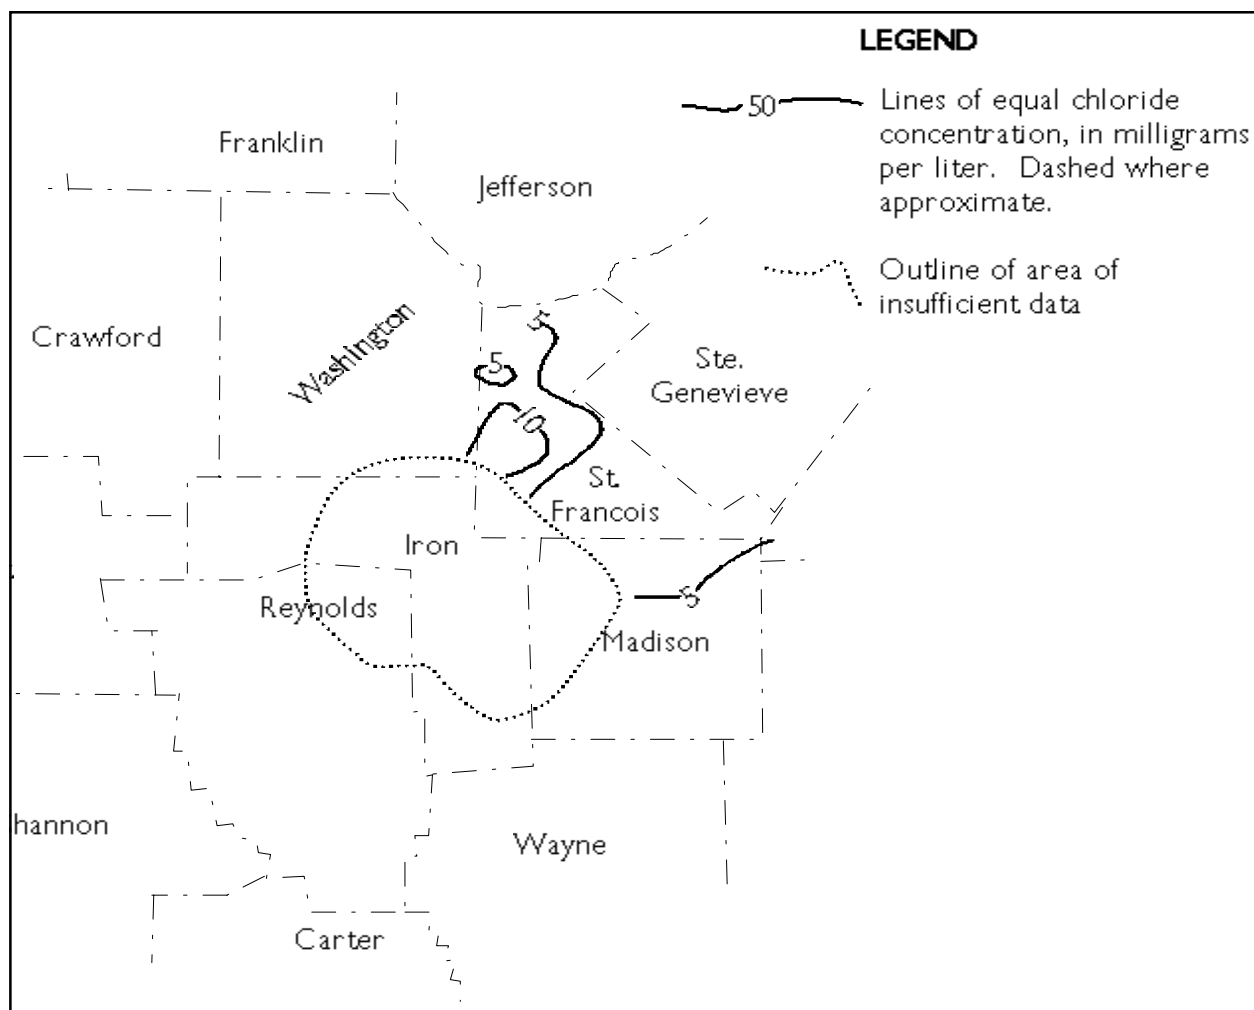 LEGEND
50
Lines of equal chloride
concentration, in milligrams
per liter. Dashed where
approximate.
Outline of area of
insufficient data
Franklin
Jefferson
Crawford
Washington
5
5
10
Ste.
Genevieve
St.
Francois
Iron
Reynolds
5
Madison
hannon
Wayne
Carter